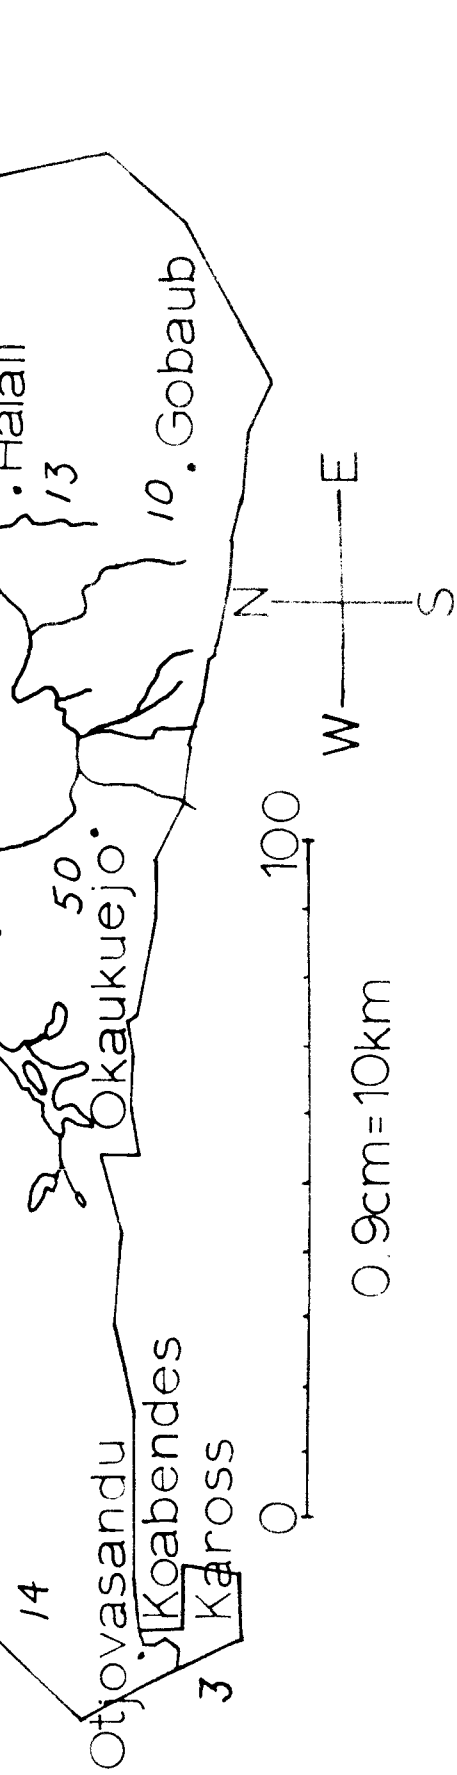 Halali
13
10
Gobaub
50
Okaukuejo
14
Otjovasandu
Koabendes
Kaross
3
0 100
0.9cm=10km
N
W E
S